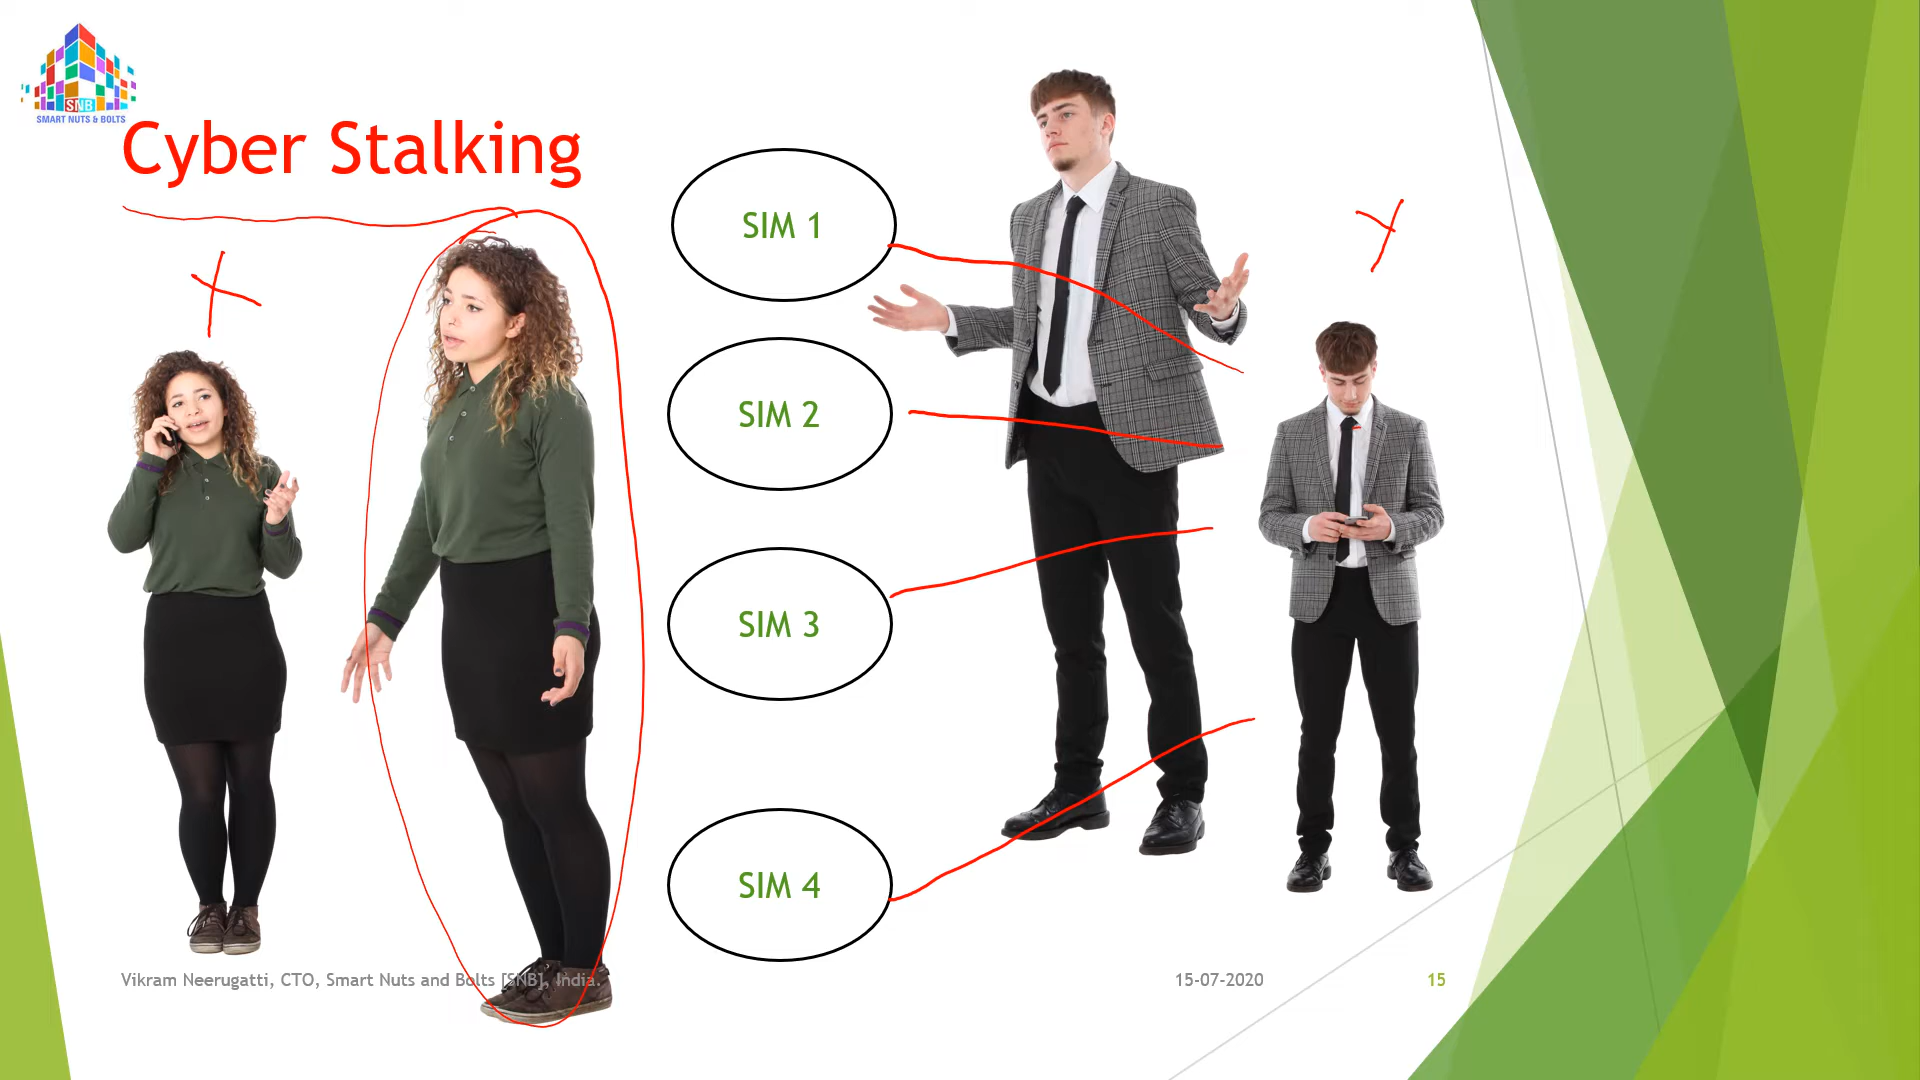 SNB
SMART NUTS & BOLTS
Cyber Stalking
SIM 1
SIM 2
SIM 3
SIM 4
Vikram Neerugatti, CTO, Smart Nuts and Bolts [SNB], India.
15-07-2020
15